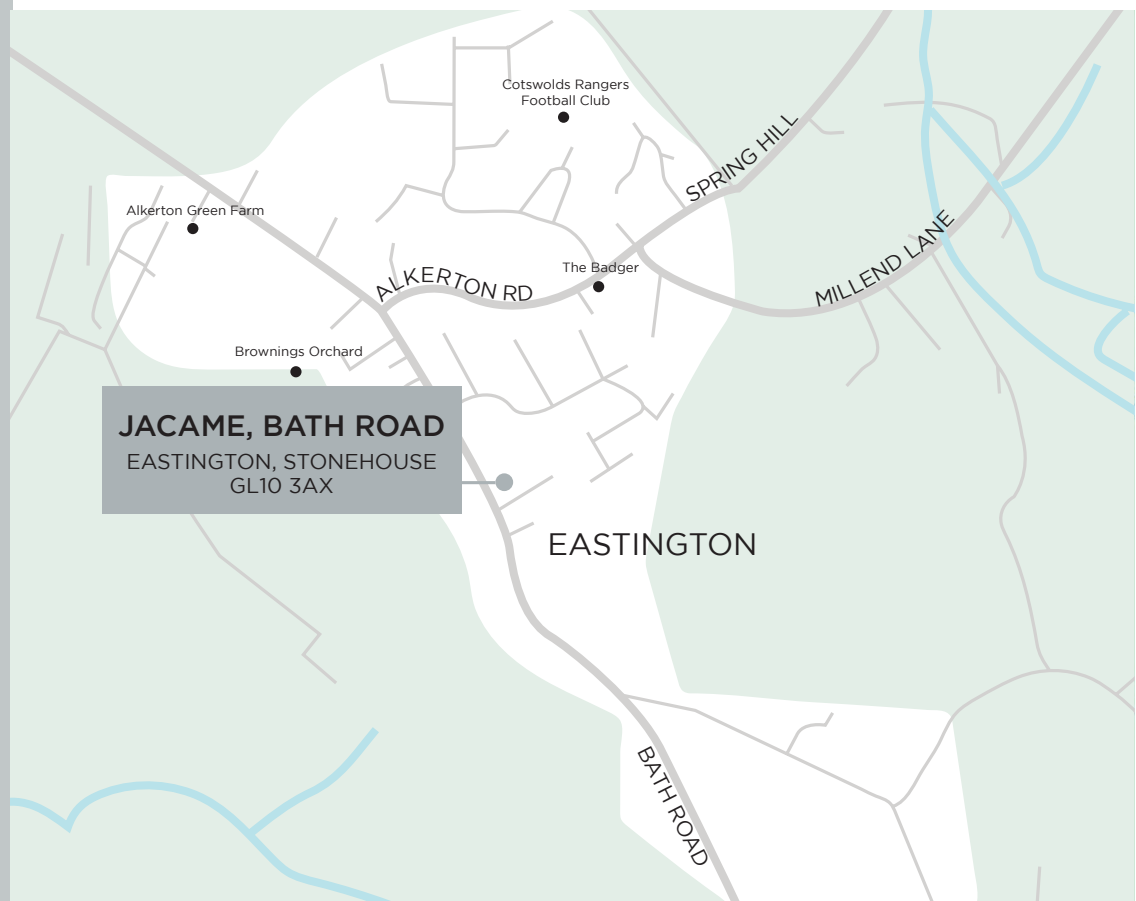 Cotswolds Rangers
Football Club
SPRING HILL
Alkerton Green Farm
MILLEND LANE
The Badger
ALKERTON RD
Brownings Orchard
JACAME, BATH ROAD
EASTINGTON, STONEHOUSE
GL10 3AX
EASTINGTON
BATH ROAD